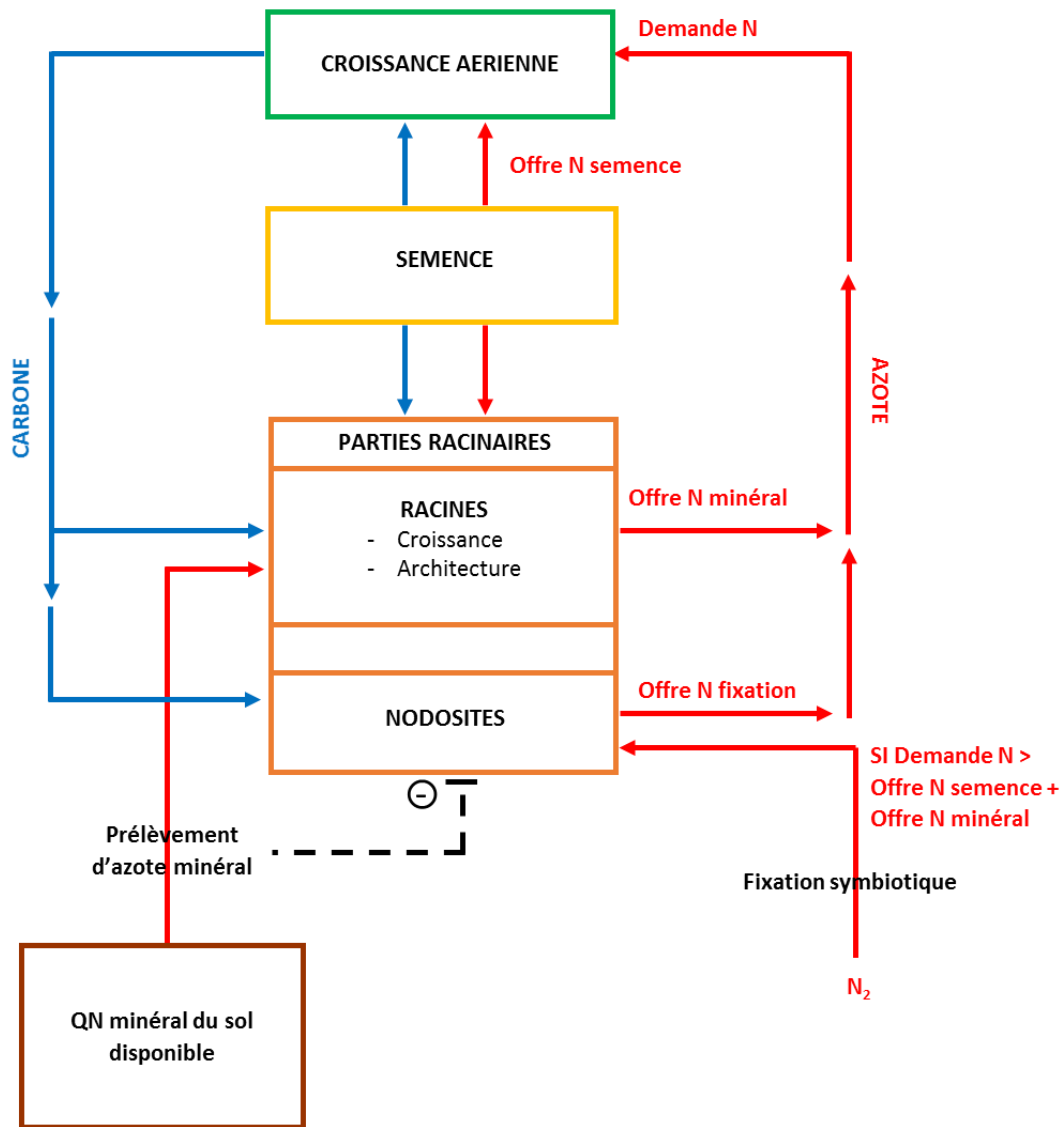 Demande N
CROISSANCE AERIENNE
Offre N semence
SEMENCE
CARBONE
AZOTE
PARTIES RACINAIRES
RACINES
- Croissance
- Architecture
Offre N minéral
Offre N fixation
NODOSITES
SI Demande N >
Offre N semence +
Offre N minéral
-
Prélèvement
d’azote minéral
Fixation symbiotique
N₂
QN minéral du sol
disponible